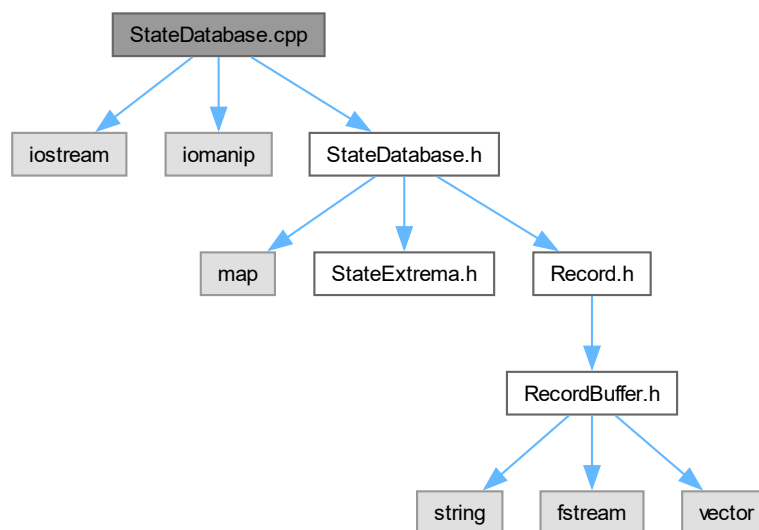 StateDatabase.cpp
iostream
iomanip
StateDatabase.h
map
StateExtrema.h
Record.h
RecordBuffer.h
string
fstream
vector